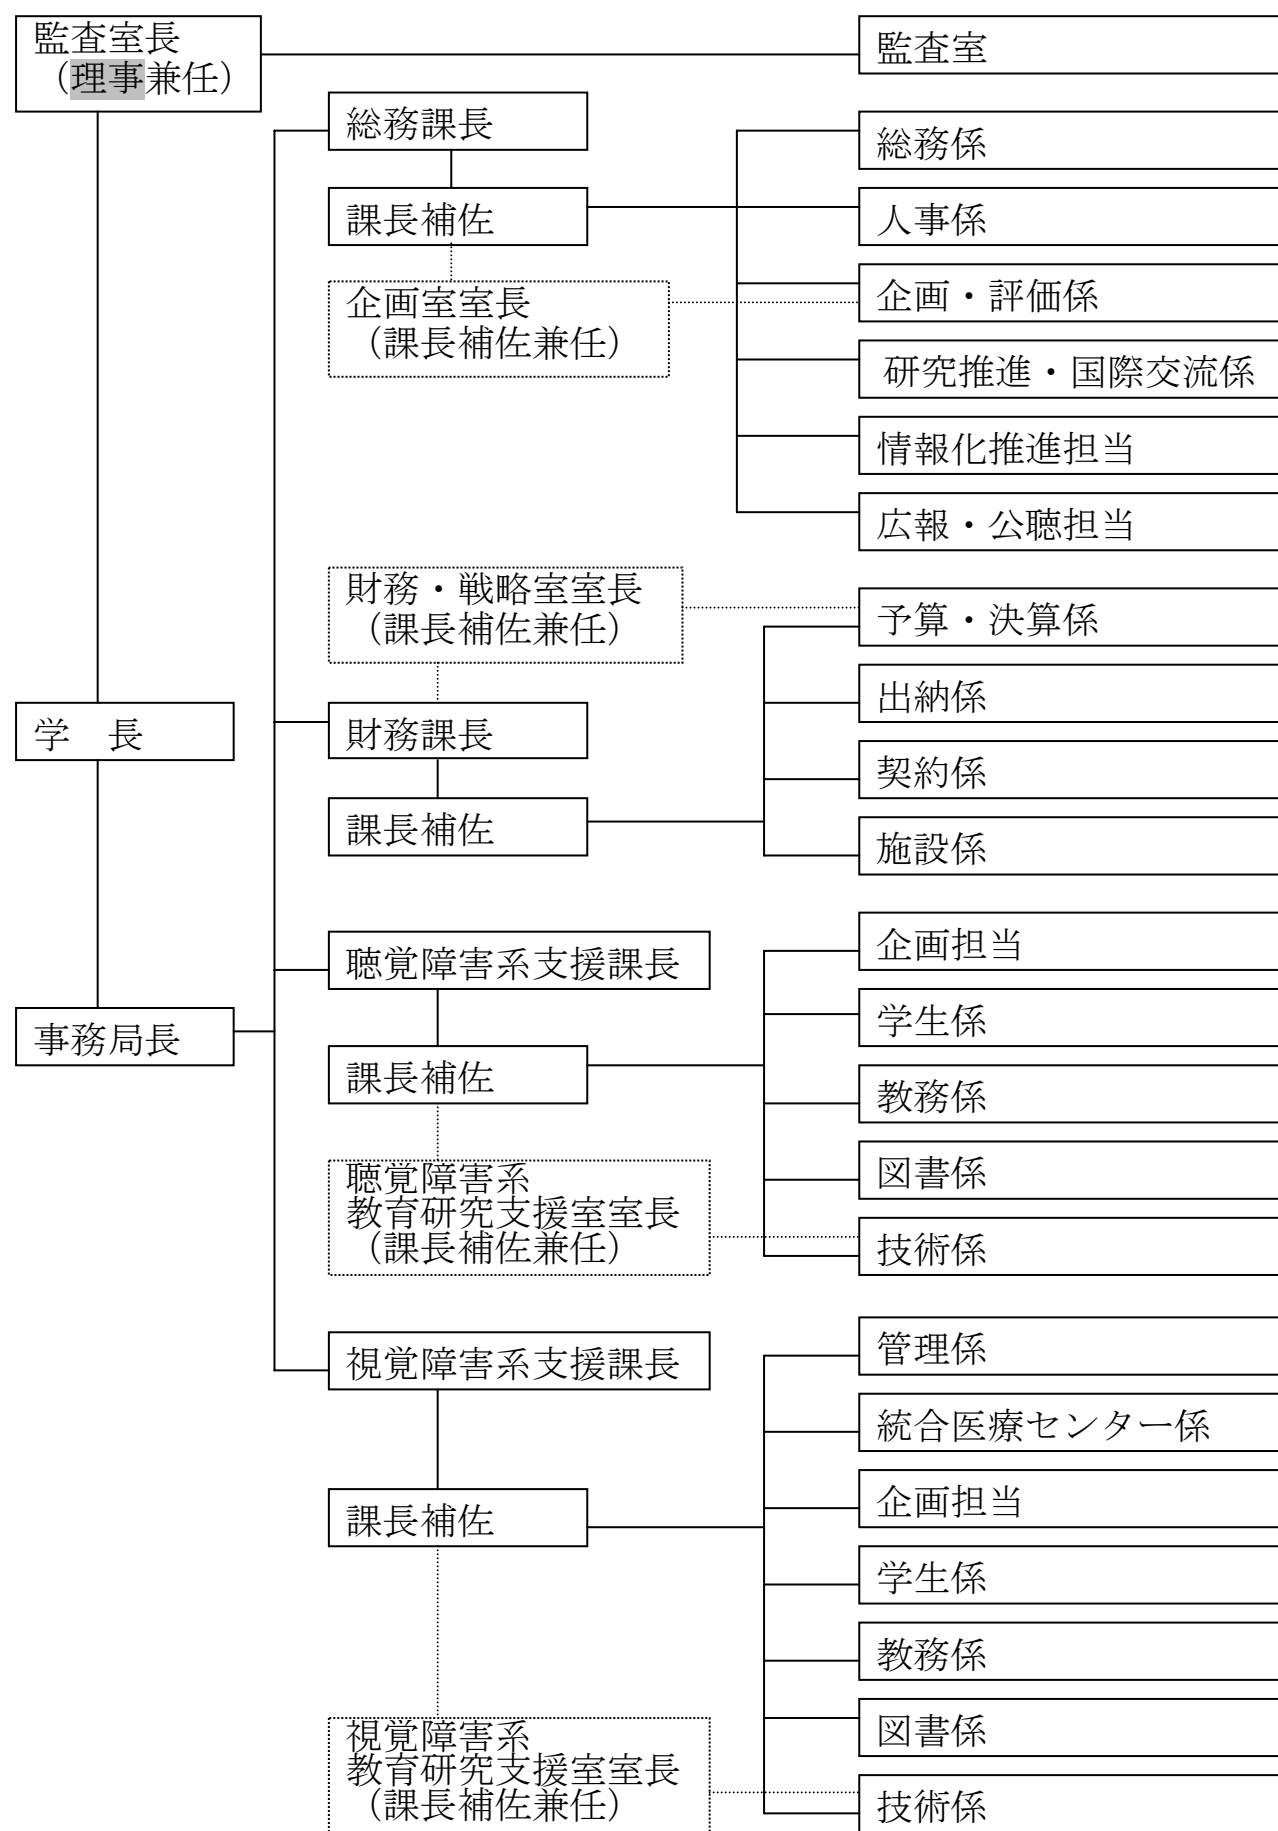 監査室長
（理事兼任）
監査室
総務課長
総務係
課長補佐
人事係
企画室室長
（課長補佐兼任）
企画・評価係
研究推進・国際交流係
情報化推進担当
広報・公聴担当
財務・戦略室室長
（課長補佐兼任）
予算・決算係
出納係
学　長
財務課長
契約係
課長補佐
施設係
企画担当
聴覚障害系支援課長
学生係
事務局長
課長補佐
教務係
図書係
聴覚障害系
教育研究支援室室長
（課長補佐兼任）
技術係
管理係
視覚障害系支援課長
統合医療センター係
企画担当
課長補佐
学生係
教務係
図書係
視覚障害系
教育研究支援室室長
（課長補佐兼任）
技術係